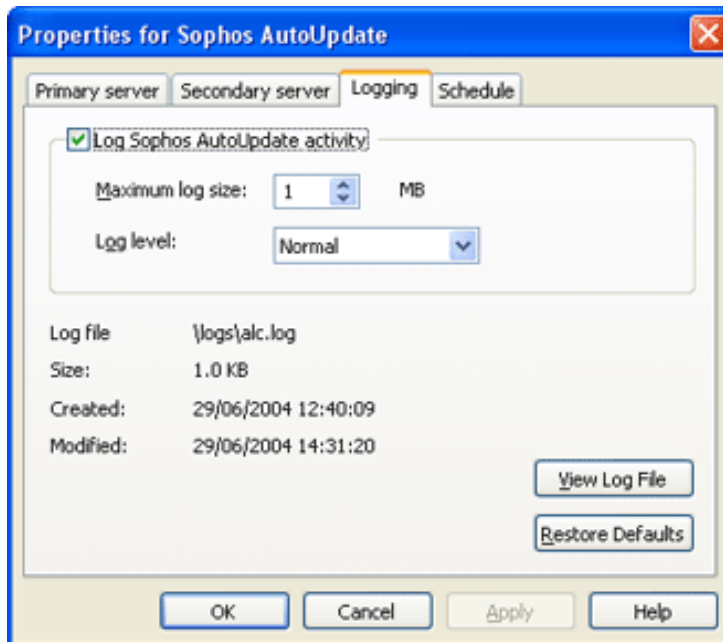 Properties for Sophos AutoUpdate
Primary server Secondary server Logging Schedule
Log Sophos AutoUpdate activity
Maximum log size: 1 MB
Log level: Normal
Log file \logs\alc.log
Size: 1.0 KB
Created: 29/06/2004 12:40:09
Modified: 29/06/2004 14:31:20
View Log File
Restore Defaults
OK Cancel Apply Help